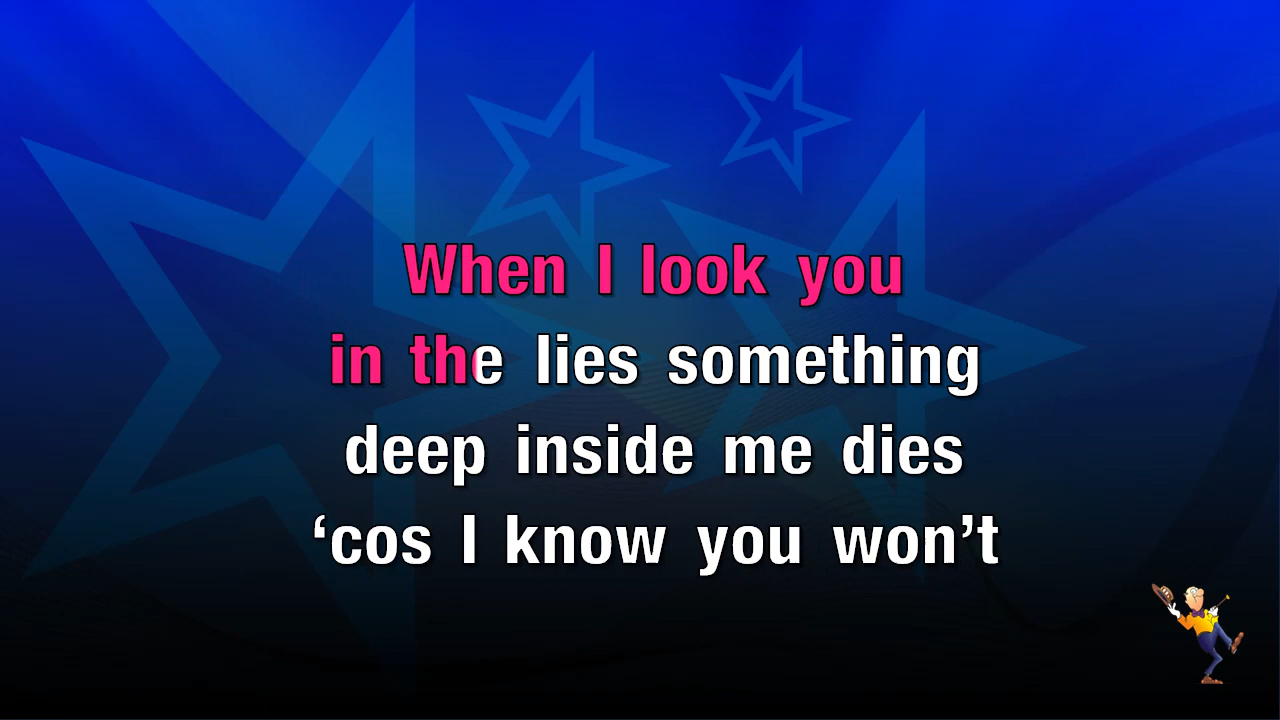 When I look you
in the lies something
deep inside me dies
‘cos I know you won’t